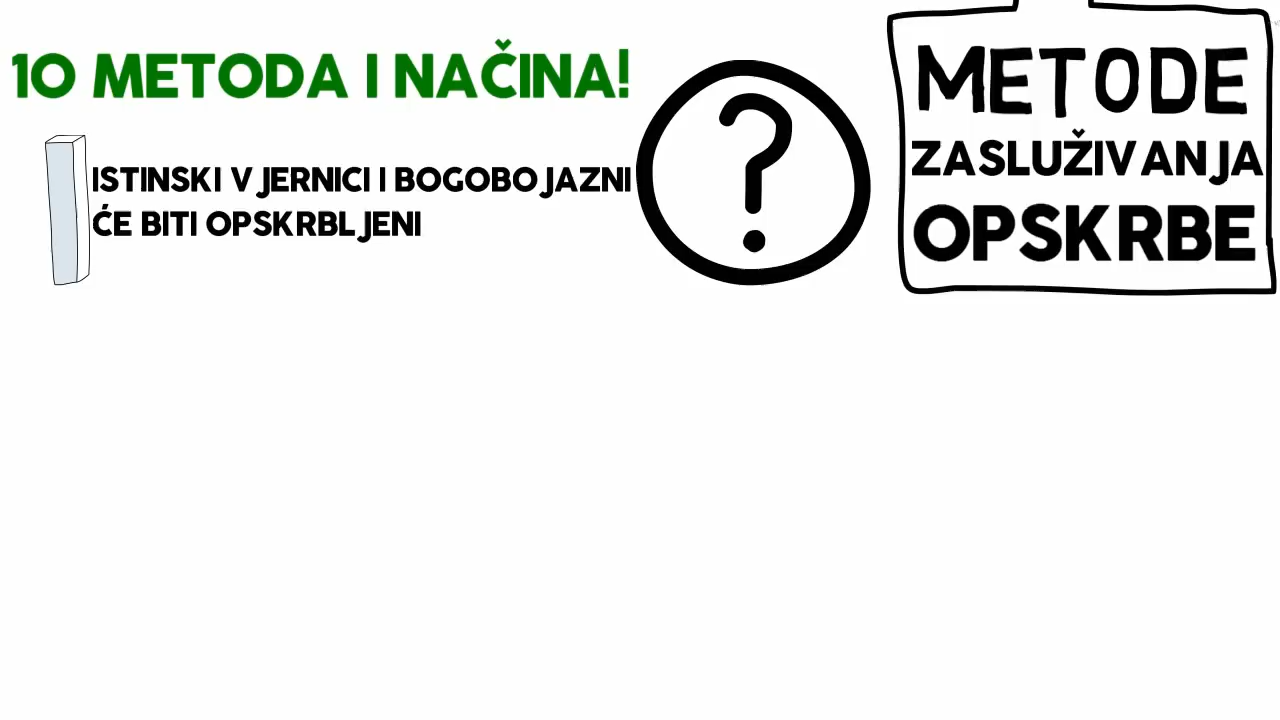 10 METODA I NAČINA!
ISTINSKI VJERNICI I BOGOBOJAZNI
ĆE BITI OPSKRBLJENI
?
METODE
ZASLUŽIVANJA
OPSKRBE